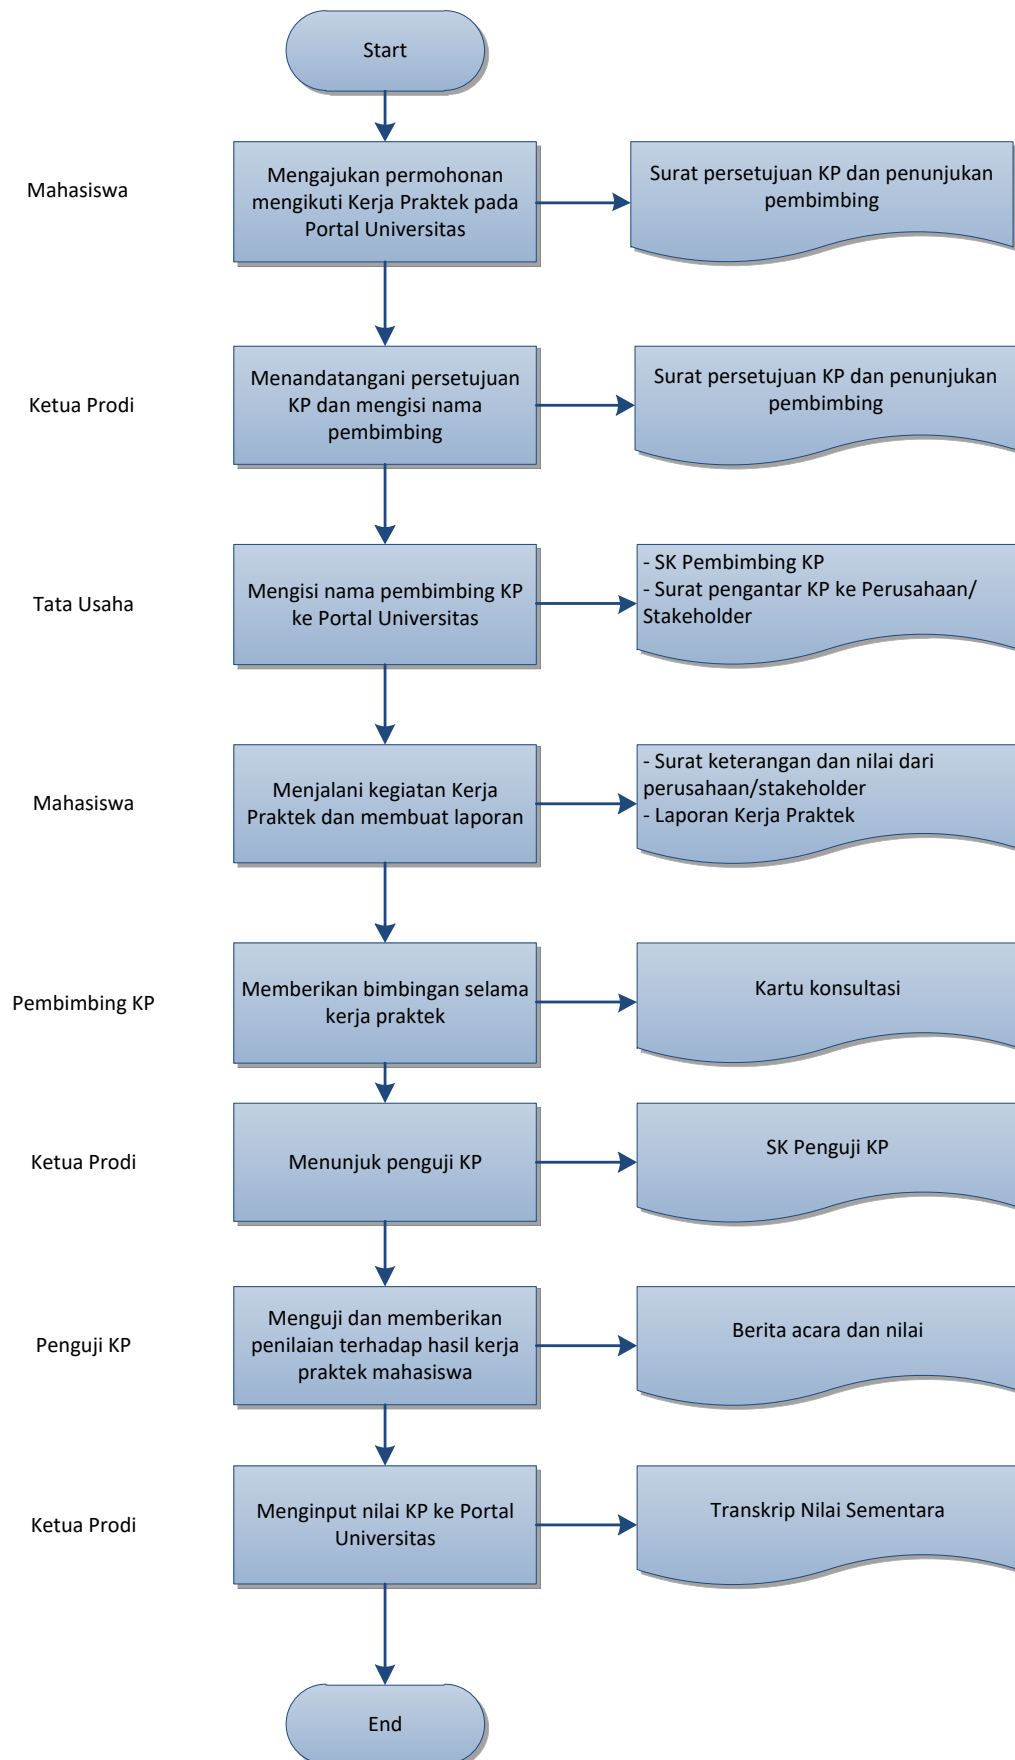 Start
Mahasiswa
Mengajukan permohonan
mengikuti Kerja Praktek pada
Portal Universitas
Surat persetujuan KP dan penunjukan
pembimbing
Ketua Prodi
Menandatangani persetujuan
KP dan mengisi nama
pembimbing
Surat persetujuan KP dan penunjukan
pembimbing
Tata Usaha
Mengisi nama pembimbing KP
ke Portal Universitas
- SK Pembimbing KP
- Surat pengantar KP ke Perusahaan/
Stakeholder
Mahasiswa
Menjalani kegiatan Kerja
Praktek dan membuat laporan
- Surat keterangan dan nilai dari
perusahaan/stakeholder
- Laporan Kerja Praktek
Pembimbing KP
Memberikan bimbingan selama
kerja praktek
Kartu konsultasi
Ketua Prodi
Menunjuk penguji KP
SK Penguji KP
Penguji KP
Menguji dan memberikan
penilaian terhadap hasil kerja
praktek mahasiswa
Berita acara dan nilai
Ketua Prodi
Menginput nilai KP ke Portal
Universitas
Transkrip Nilai Sementara
End